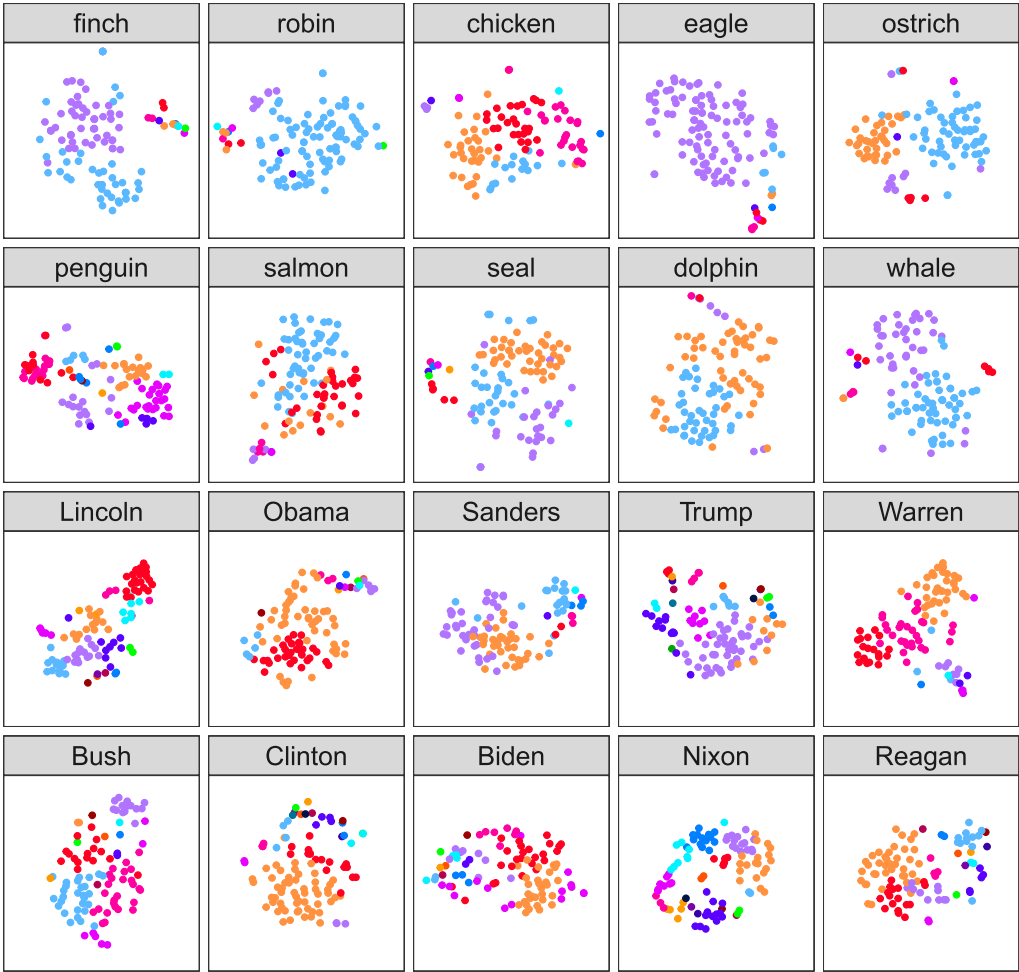 finch robin chicken eagle ostrich
penguin salmon seal dolphin whale
Lincoln Obama Sanders Trump Warren
Bush Clinton Biden Nixon Reagan